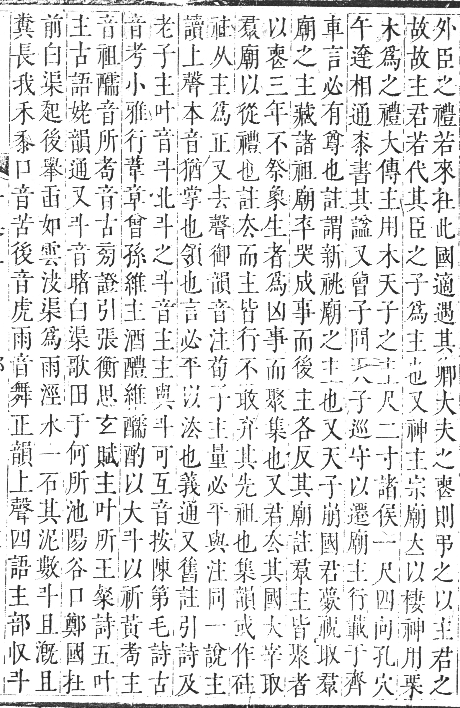 外臣之禮若來在此國適遇其卿大夫之喪則弔之以主君之
故故主君若代其臣之子爲主也又神主宗廟立以棲神用栗
木爲之禮大傳主用木天子之主尺二寸諸侯一尺四向孔穴
午達相通桼書其諡又曾子問天子巡守以遷廟主行載于齊
車言必有尊也註謂新祧廟之主也又天子崩國君薨祝取羣
廟之主藏諸祖廟卒哭成事而後主各反其廟註羣主皆聚者
以喪三年不祭象生者爲凶事而聚集也又君厺其國大宰取
羣廟以從禮也註厺而主皆行不敢弃其先祖也集韻或作砫
祩从主爲正又去聲御韻音注荀子主量必平與注同一說主
讀上聲本音猶掌也領也言必平㠯法也義通又舊註引詩及
老子主叶音斗北斗之斗音主主與斗可互音按陳第毛詩古
音考小雅行葦章曾孫維主酒醴維醹酌以大斗以祈黃耇主
音祖醹音所耇音古旁證引張衡思玄賦主叶所王粲詩五叶
主古語姥韻通又斗音睹白渠歌田于何所池陽谷口鄭國在
前白渠起後擧臿如雲決渠爲雨涇水一石其泥數斗且漑且
糞長我禾黍口音苦後音虎雨音舞正韻上聲四語主部収斗